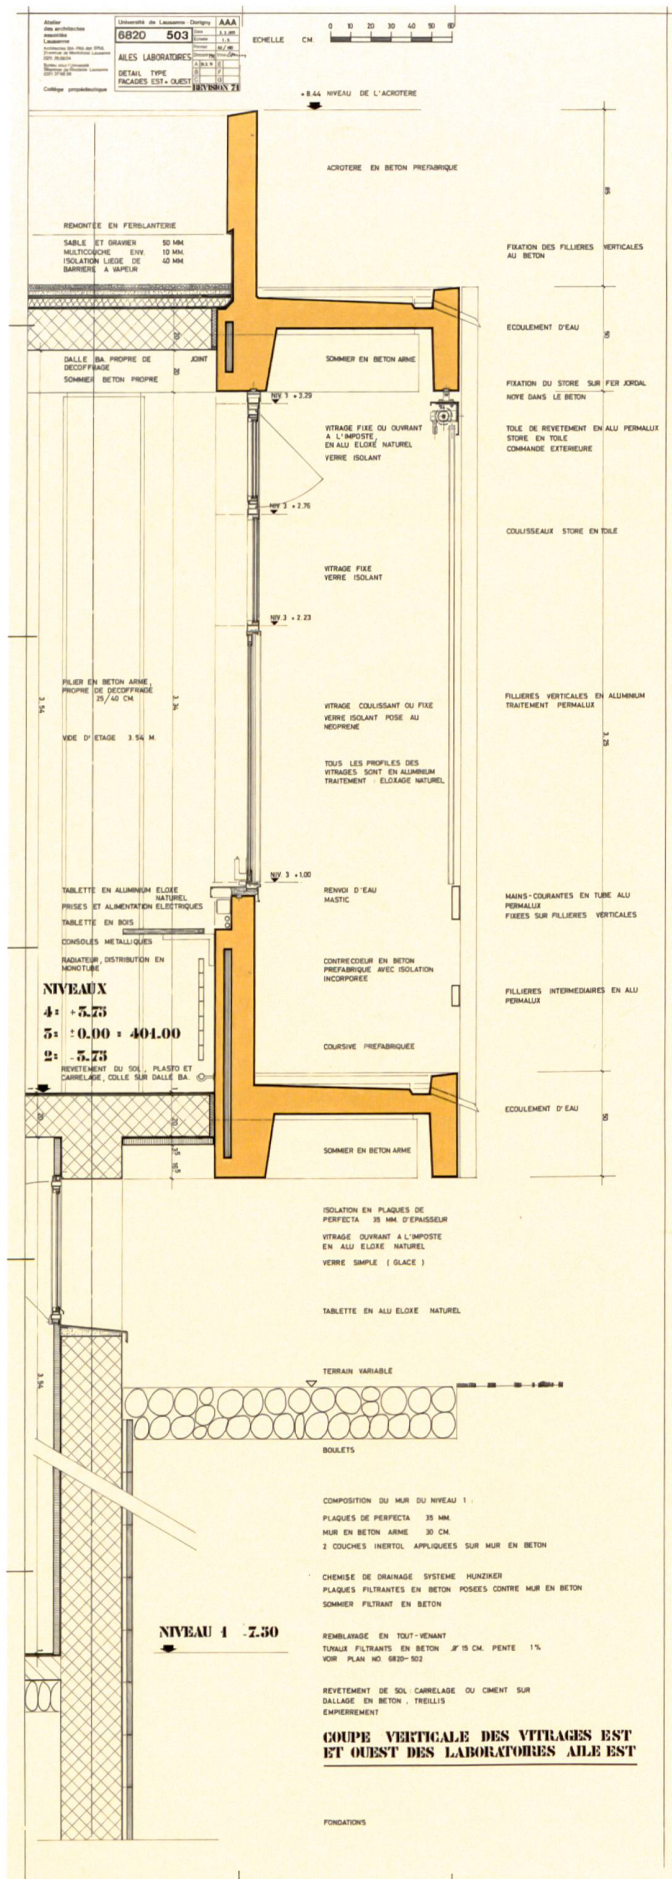 Atelier
des architectes
associés
Lausanne
Collège propédeutique
Université de Lausanne - Dorigny AAA
6820 503
AILES LABORATOIRES
DETAIL TYPE
FACADES EST + OUEST
REVISION 71
ECHELLE CM.
0 10 20 30 40 50 60
+ 8.44 NIVEAU DE L'ACROTERE
ACROTERE EN BETON PREFABRIQUE
85
REMONTEE EN FERBLANTERIE
SABLE ET GRAVIER 50 MM.
MULTICOUCHE ENV. 10 MM.
ISOLATION LIEGE DE 40 MM.
BARRIERE A VAPEUR
FIXATION DES FILLIERES VERTICALES
AU BETON
ECOULEMENT D'EAU
50
20
20
DALLE BA. PROPRE DE JOINT
DECOFFRAGE
SOMMIER BETON PROPRE
SOMMIER EN BETON ARME
FIXATION DU STORE SUR FER JORDAL
NOYE DANS LE BETON
NIV. 1 + 3.29
VITRAGE FIXE OU OUVRANT
A L'IMPOSTE,
EN ALU ELOXE NATUREL
VERRE ISOLANT
TOLE DE REVETEMENT EN ALU PERMALUX
STORE EN TOILE
COMMANDE EXTERIEURE
NIV. 3 + 2.76
COULISSEAUX STORE EN TOILE
VITRAGE FIXE
VERRE ISOLANT
NIV. 3 + 2.23
PILIER EN BETON ARME,
PROPRE DE DECOFFRAGE
25/40 CM.
3.54
3.34
VIDE D'ETAGE 3.54 M.
VITRAGE COULISSANT OU FIXE
VERRE ISOLANT POSE AU
NEOPRENE
FILLIERES VERTICALES EN ALUMINIUM
TRAITEMENT PERMALUX
3.25
TOUS LES PROFILES DES
VITRAGES SONT EN ALUMINIUM
TRAITEMENT : ELOXAGE NATUREL
NIV. 3 + 1.00
TABLETTE EN ALUMINIUM ELOXE
NATUREL
PRISES ET ALIMENTATION ELECTRIQUES
TABLETTE EN BOIS
CONSOLES METALLIQUES
RADIATEUR, DISTRIBUTION EN
MONOTUBE
RENVOI D'EAU
MASTIC
MAINS-COURANTES EN TUBE ALU
PERMALUX
FIXEES SUR FILLIERES VERTICALES
CONTRECOEUR EN BETON
PREFABRIQUE AVEC ISOLATION
INCORPOREE
NIVEAUX
4: + 3.75
3: ± 0.00 = 401.00
2: - 3.75
FILLIERES INTERMEDIAIRES EN ALU
PERMALUX
COURSIVE PREFABRIQUEE
REVETEMENT DU SOL, PLASTO ET
CARRELAGE, COLLE SUR DALLE BA.
20
20
ECOULEMENT D'EAU
50
SOMMIER EN BETON ARME
ISOLATION EN PLAQUES DE
PERFECTA 35 MM. D'EPAISSEUR
VITRAGE OUVRANT A L'IMPOSTE
EN ALU ELOXE NATUREL
VERRE SIMPLE ( GLACE )
TABLETTE EN ALU ELOXE NATUREL
3.54
TERRAIN VARIABLE
BOULETS
COMPOSITION DU MUR DU NIVEAU 1 :
PLAQUES DE PERFECTA 35 MM.
MUR EN BETON ARME 30 CM.
2 COUCHES INERTOL APPLIQUEES SUR MUR EN BETON
CHEMISE DE DRAINAGE SYSTEME HUNZIKER
PLAQUES FILTRANTES EN BETON POSEES CONTRE MUR EN BETON
SOMMIER FILTRANT EN BETON
NIVEAU 1 -7.50
REMBLAYAGE EN TOUT-VENANT
TUYAUX FILTRANTS EN BETON Ø 15 CM. PENTE 1%
VOIR PLAN NO. 6820-502
REVETEMENT DE SOL : CARRELAGE OU CIMENT SUR
DALLAGE EN BETON, TREILLIS
EMPIERREMENT
COUPE VERTICALE DES VITRAGES EST
ET OUEST DES LABORATOIRES AILE EST
FONDATIONS